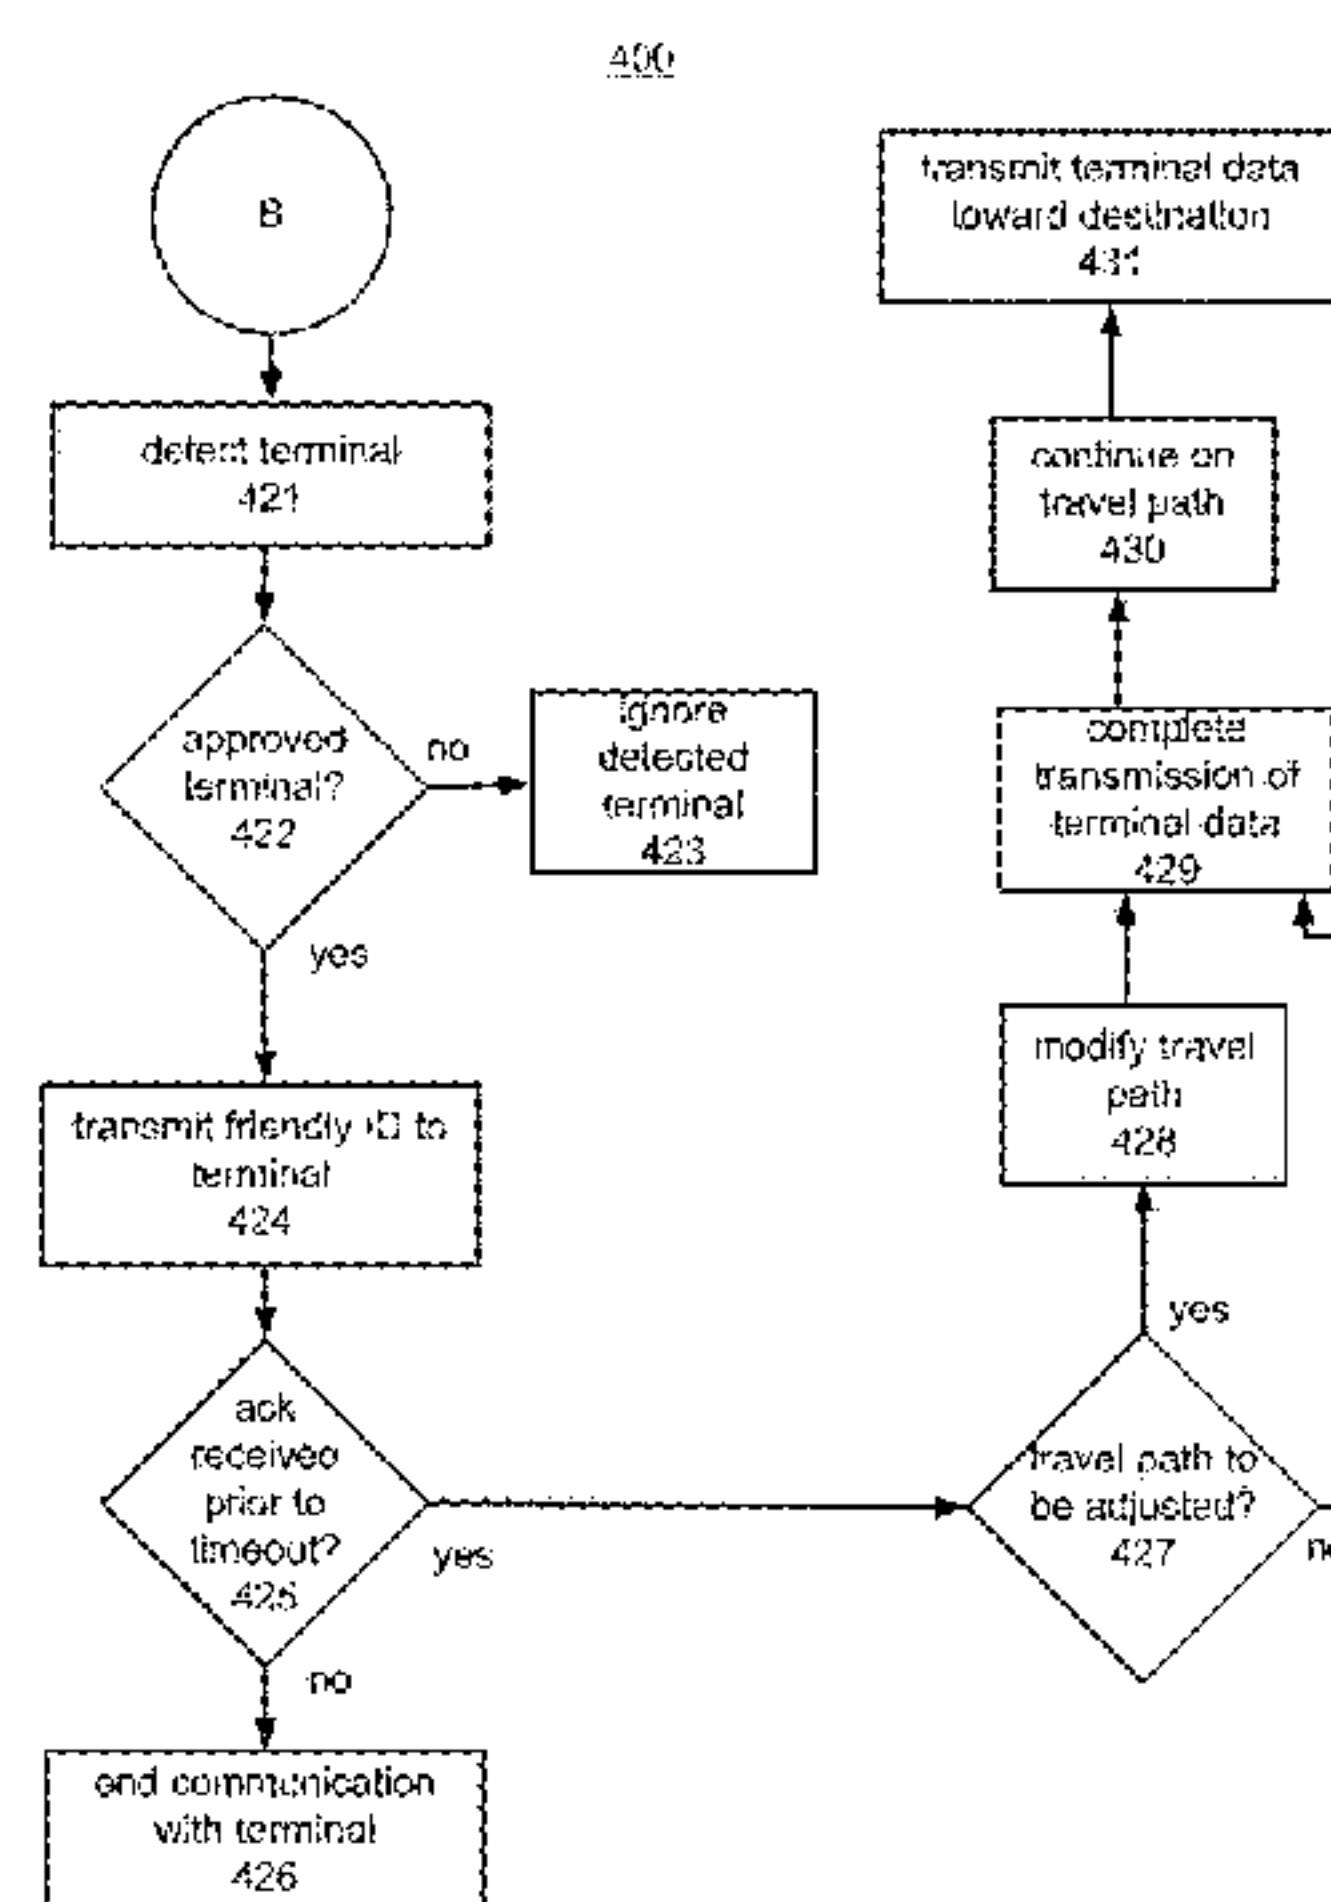 400
B
detect terminal
421
approved
terminal?
422
no
ignore
detected
terminal
423
yes
transmit friendly ID to
terminal
424
ack
received
prior to
timeout?
425
yes
no
end communication
with terminal
426
transmit terminal data
toward destination
431
continue on
travel path
430
complete
transmission of
terminal data
429
modify travel
path
428
yes
travel path to
be adjusted?
427